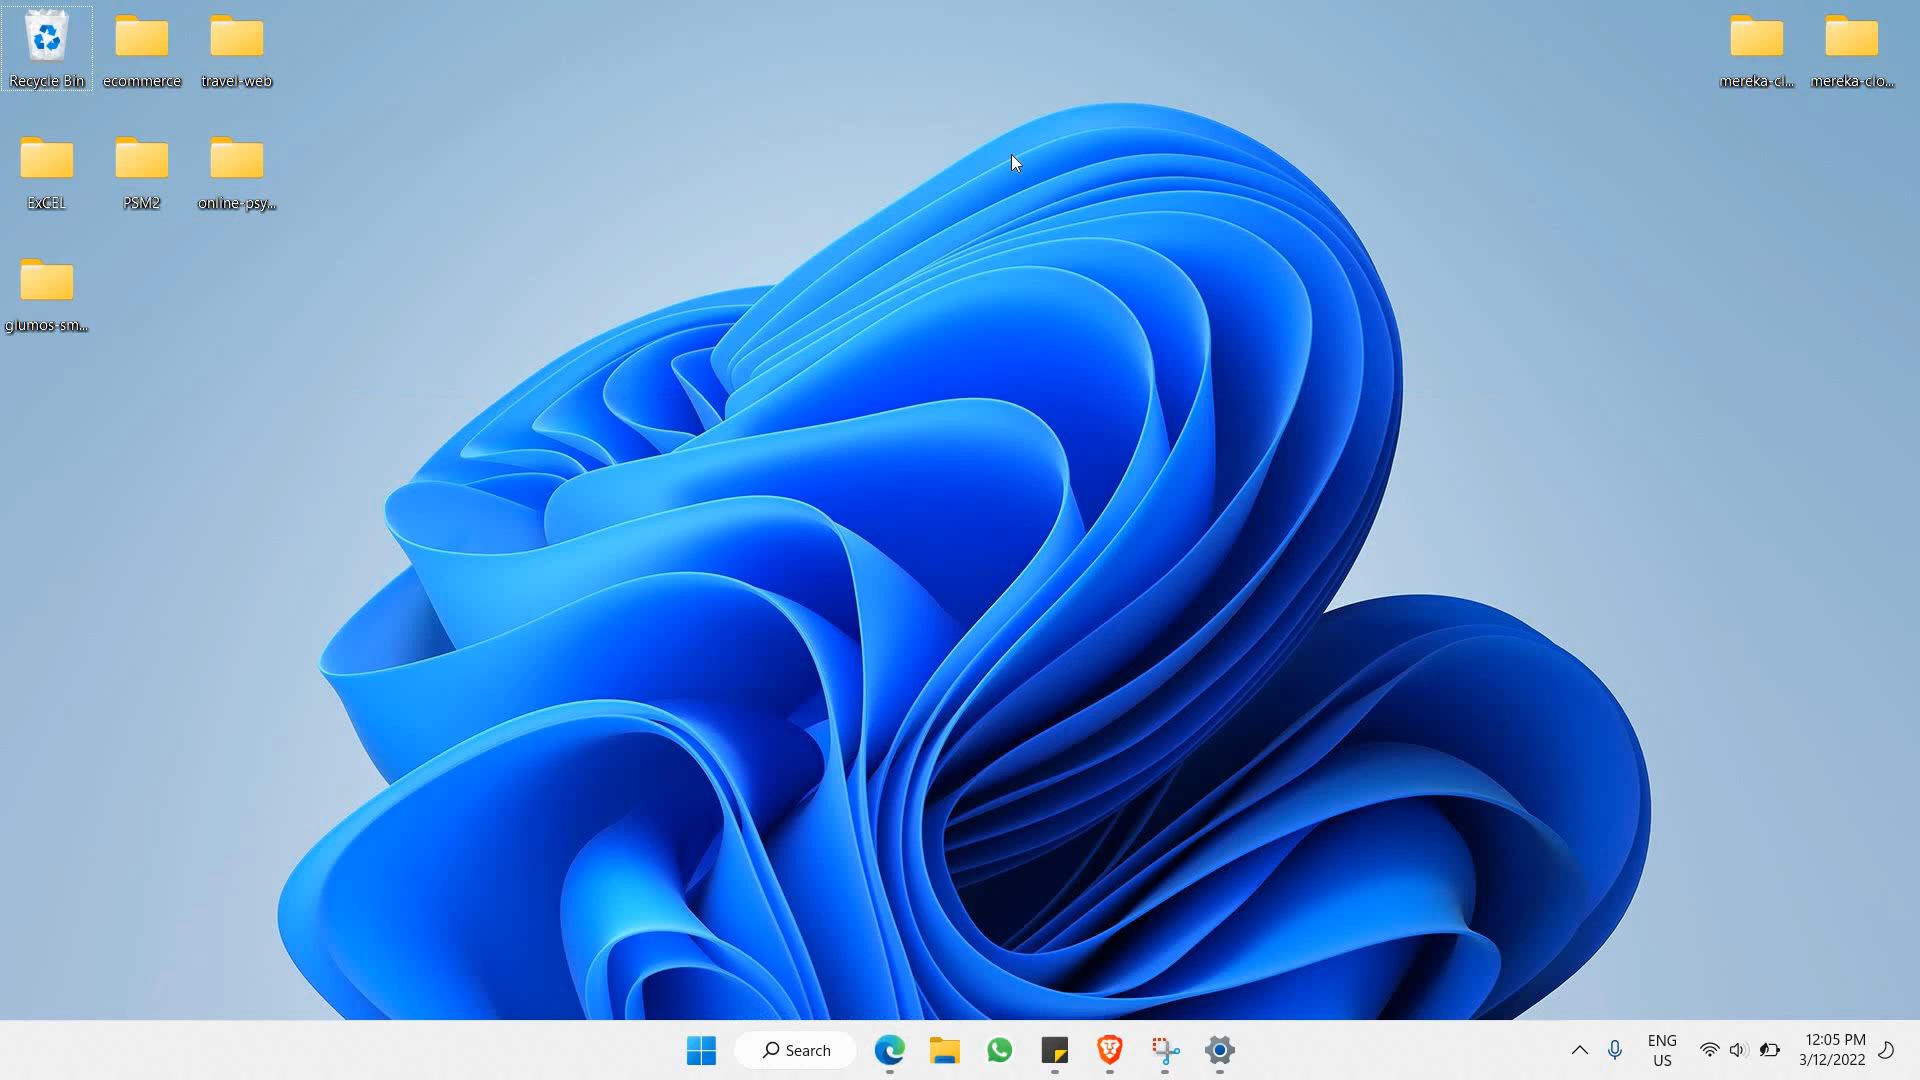 Recycle Bin
ecommerce
travel-web
mereka-cl...
mereka-clo...
ExCEL
PSM2
online-psy...
glumos-sm...
Search
ENG
US
12:05 PM
3/12/2022